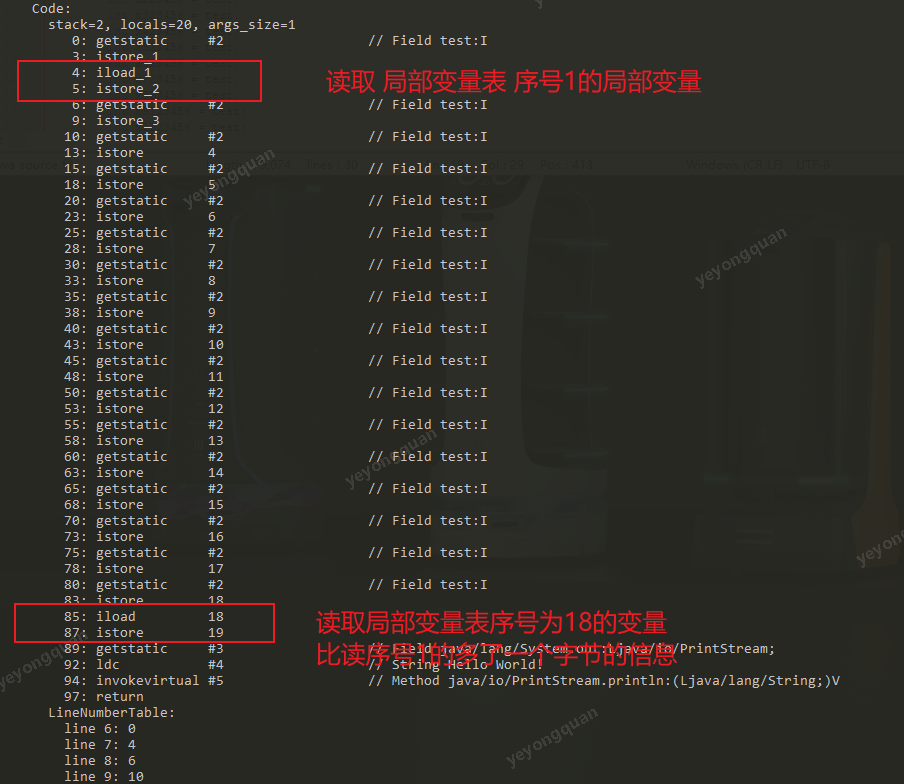 Code:
stack=2, locals=20, args_size=1
0: getstatic #2 // Field test:I
3: istore_1
4: iload_1
5: istore_2
读取 局部变量表 序号1的局部变量
6: getstatic #2 // Field test:I
9: istore_3
10: getstatic #2 // Field test:I
13: istore 4
15: getstatic #2 // Field test:I
18: istore 5
20: getstatic #2 // Field test:I
23: istore 6
25: getstatic #2 // Field test:I
28: istore 7
30: getstatic #2 // Field test:I
33: istore 8
35: getstatic #2 // Field test:I
38: istore 9
40: getstatic #2 // Field test:I
43: istore 10
45: getstatic #2 // Field test:I
48: istore 11
50: getstatic #2 // Field test:I
53: istore 12
55: getstatic #2 // Field test:I
58: istore 13
60: getstatic #2 // Field test:I
63: istore 14
65: getstatic #2 // Field test:I
68: istore 15
70: getstatic #2 // Field test:I
73: istore 16
75: getstatic #2 // Field test:I
78: istore 17
80: getstatic #2 // Field test:I
83: istore 18
85: iload 18
87: istore 19
读取局部变量表序号为18的变量
比读序号1的多了一个字节的信息
89: getstatic #3 // Field java/lang/System.out:Ljava/io/PrintStream;
92: ldc #4 // String Hello World!
94: invokevirtual #5 // Method java/io/PrintStream.println:(Ljava/lang/String;)V
97: return
LineNumberTable:
line 6: 0
line 7: 4
line 8: 6
line 9: 10
yeyongquan
yeyongquan
yeyongquan
yeyongquan
yeyongquan